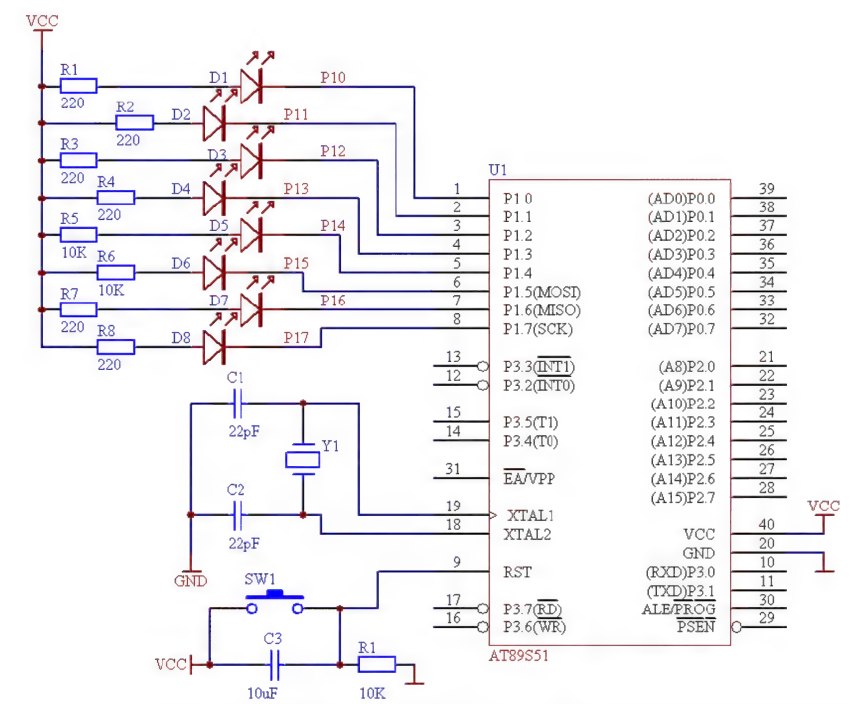 VCC
R1
220
D1
P10
R2
220
D2
P11
R3
220
D3
P12
R4
220
D4
P13
R5
10K
D5
P14
R6
10K
D6
P15
R7
220
D7
P16
R8
220
D8
P17
U1
1 P1 0 (AD0)P0.0 39
2 P1.1 (AD1)P0.1 38
3 P1.2 (AD2)P0.2 37
4 P1.3 (AD3)P0.3 36
5 P1.4 (AD4)P0.4 35
6 P1.5(MOSI) (AD5)P0.5 34
7 P1.6(MISO) (AD6)P0.6 33
8 P1.7(SCK) (AD7)P0.7 32
13 P3.3(INT1) (A8)P2.0 21
12 P3.2(INT0) (A9)P2.1 22
(A10)P2.2 23
15 P3.5(T1) (A11)P2.3 24
14 P3.4(T0) (A12)P2.4 25
(A13)P2.5 26
31 EA/VPP (A14)P2.6 27
(A15)P2.7 28
19 XTAL1
18 XTAL2 VCC 40
VCC
GND 20
9 RST (RXD)P3.0 10
(TXD)P3.1 11
17 P3.7(RD) ALE/PROG 30
16 P3.6(WR) PSEN 29
AT89S51
C1
22pF
Y1
C2
22pF
GND
SW1
C3
10uF
VCC
R1
10K